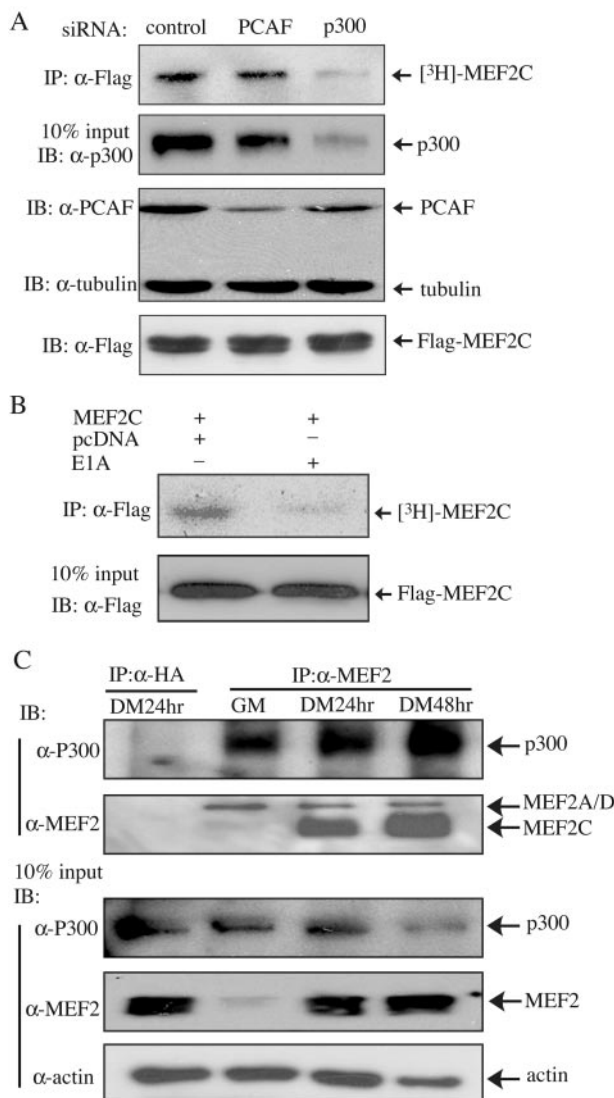 A
siRNA: control PCAF p300
IP: α-Flag ← [³H]-MEF2C
10% input
IB: α-p300 ← p300
IB: α-PCAF ← PCAF
IB: α-tubulin ← tubulin
IB: α-Flag ← Flag-MEF2C
B
MEF2C + +
pcDNA + –
E1A – +
IP: α-Flag ← [³H]-MEF2C
10% input
IB: α-Flag ← Flag-MEF2C
C
IP:α-HA IP:α-MEF2
IB: DM24hr GM DM24hr DM48hr
α-P300 ← p300
α-MEF2 ← MEF2A/D
← MEF2C
10% input
IB:
α-P300 ← p300
α-MEF2 ← MEF2
α-actin ← actin